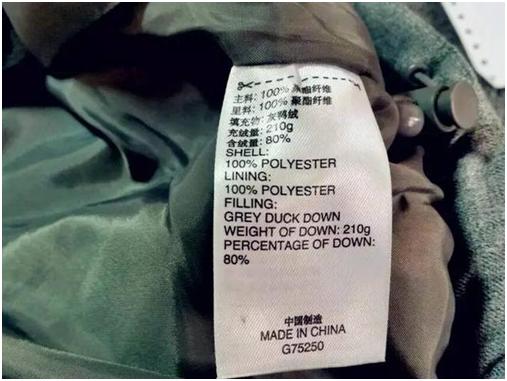 主料: 100% 聚酯纤维
里料: 100% 聚酯纤维
填充物: 灰鸭绒
充绒量: 210g
含绒量: 80%
SHELL:
100% POLYESTER
LINING:
100% POLYESTER
FILLING:
GREY DUCK DOWN
WEIGHT OF DOWN: 210g
PERCENTAGE OF DOWN:
80%
中国制造
MADE IN CHINA
G75250